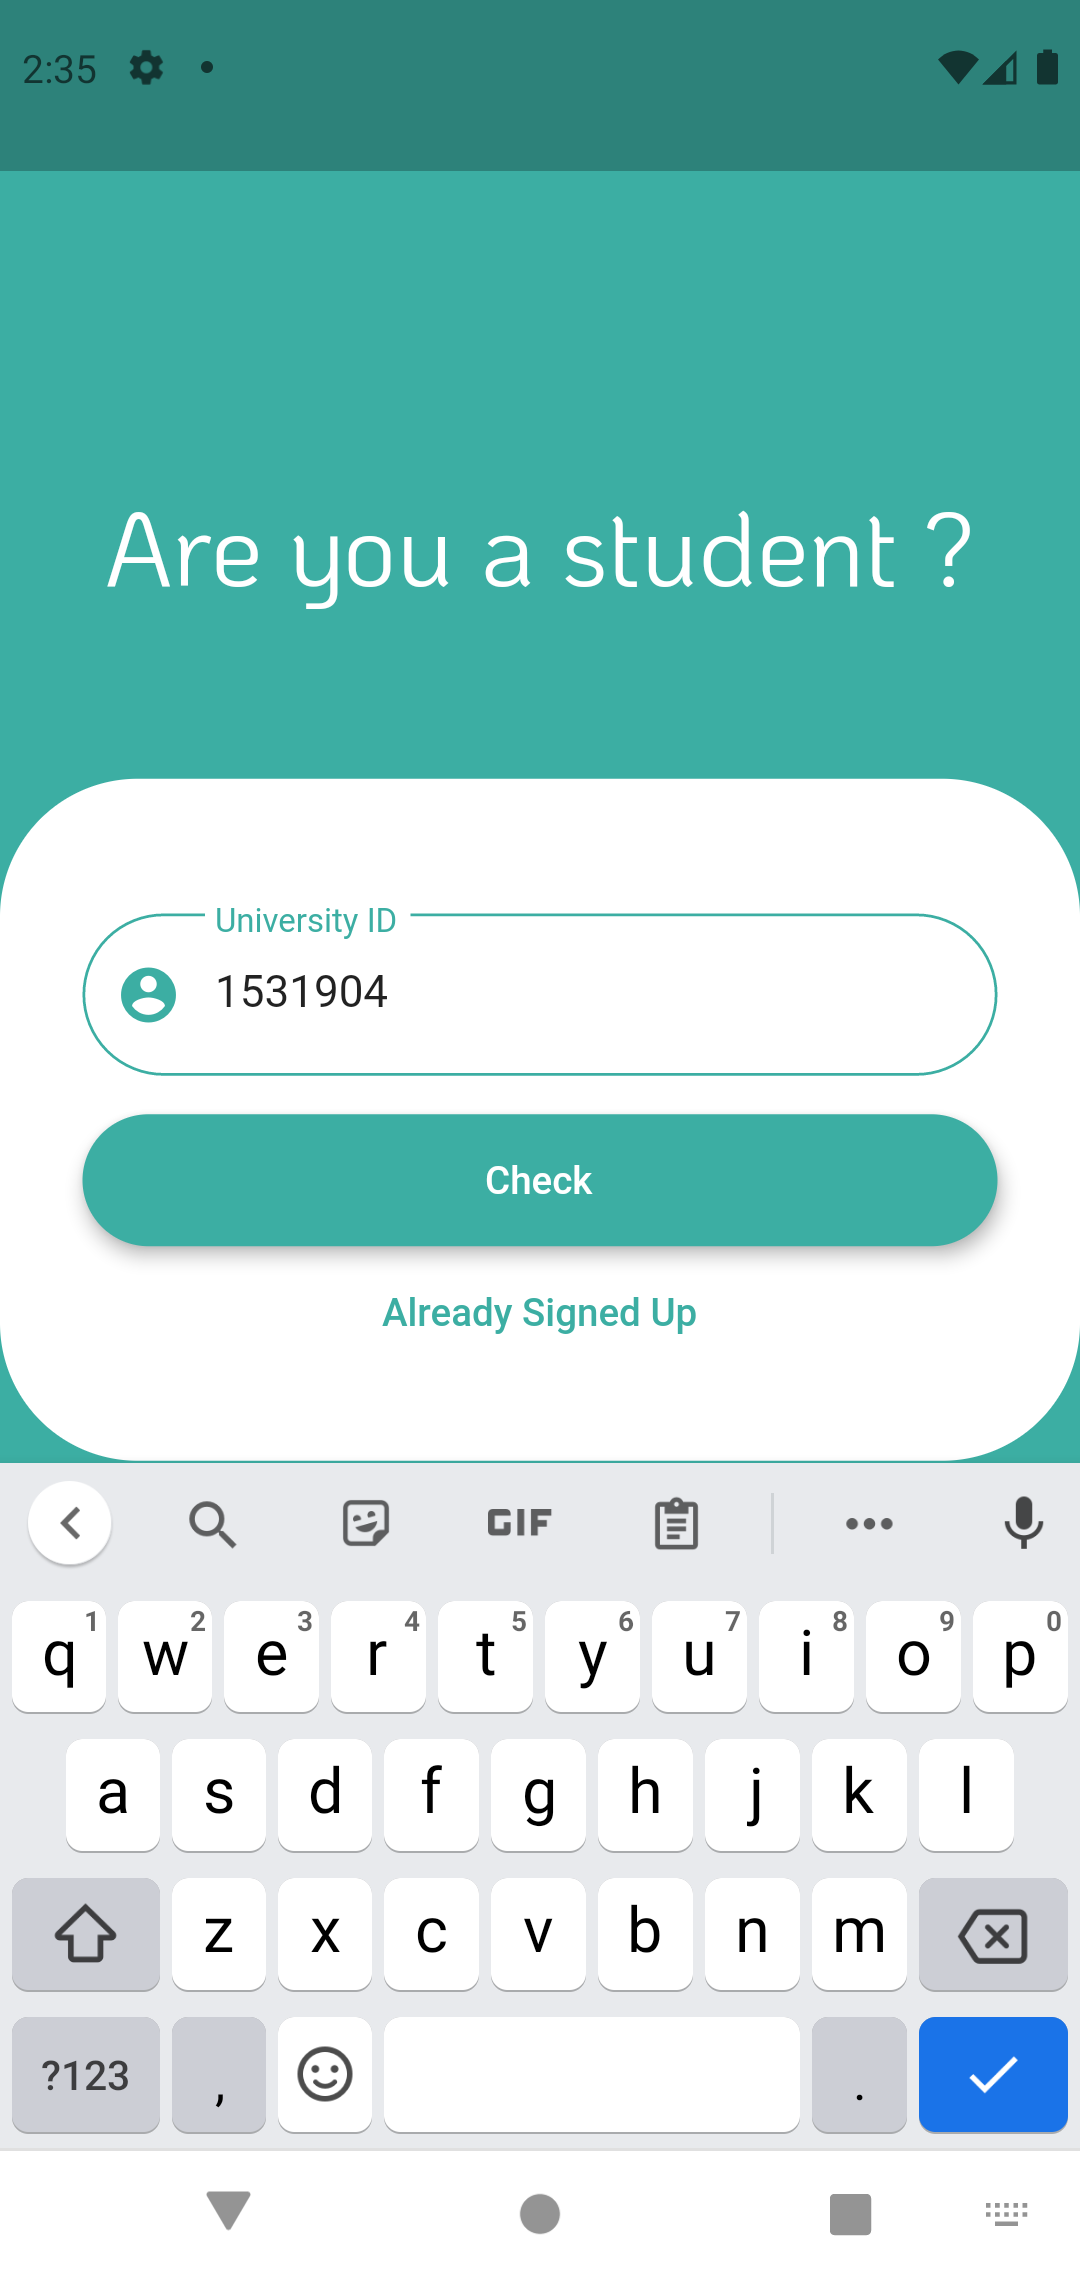 2:35
Are you a student ?
University ID
1531904
Check
Already Signed Up
GIF
1 2 3 4 5 6 7 8 9 0
q w e r t y u i o p
a s d f g h j k l
z x c v b n m
?123 , .